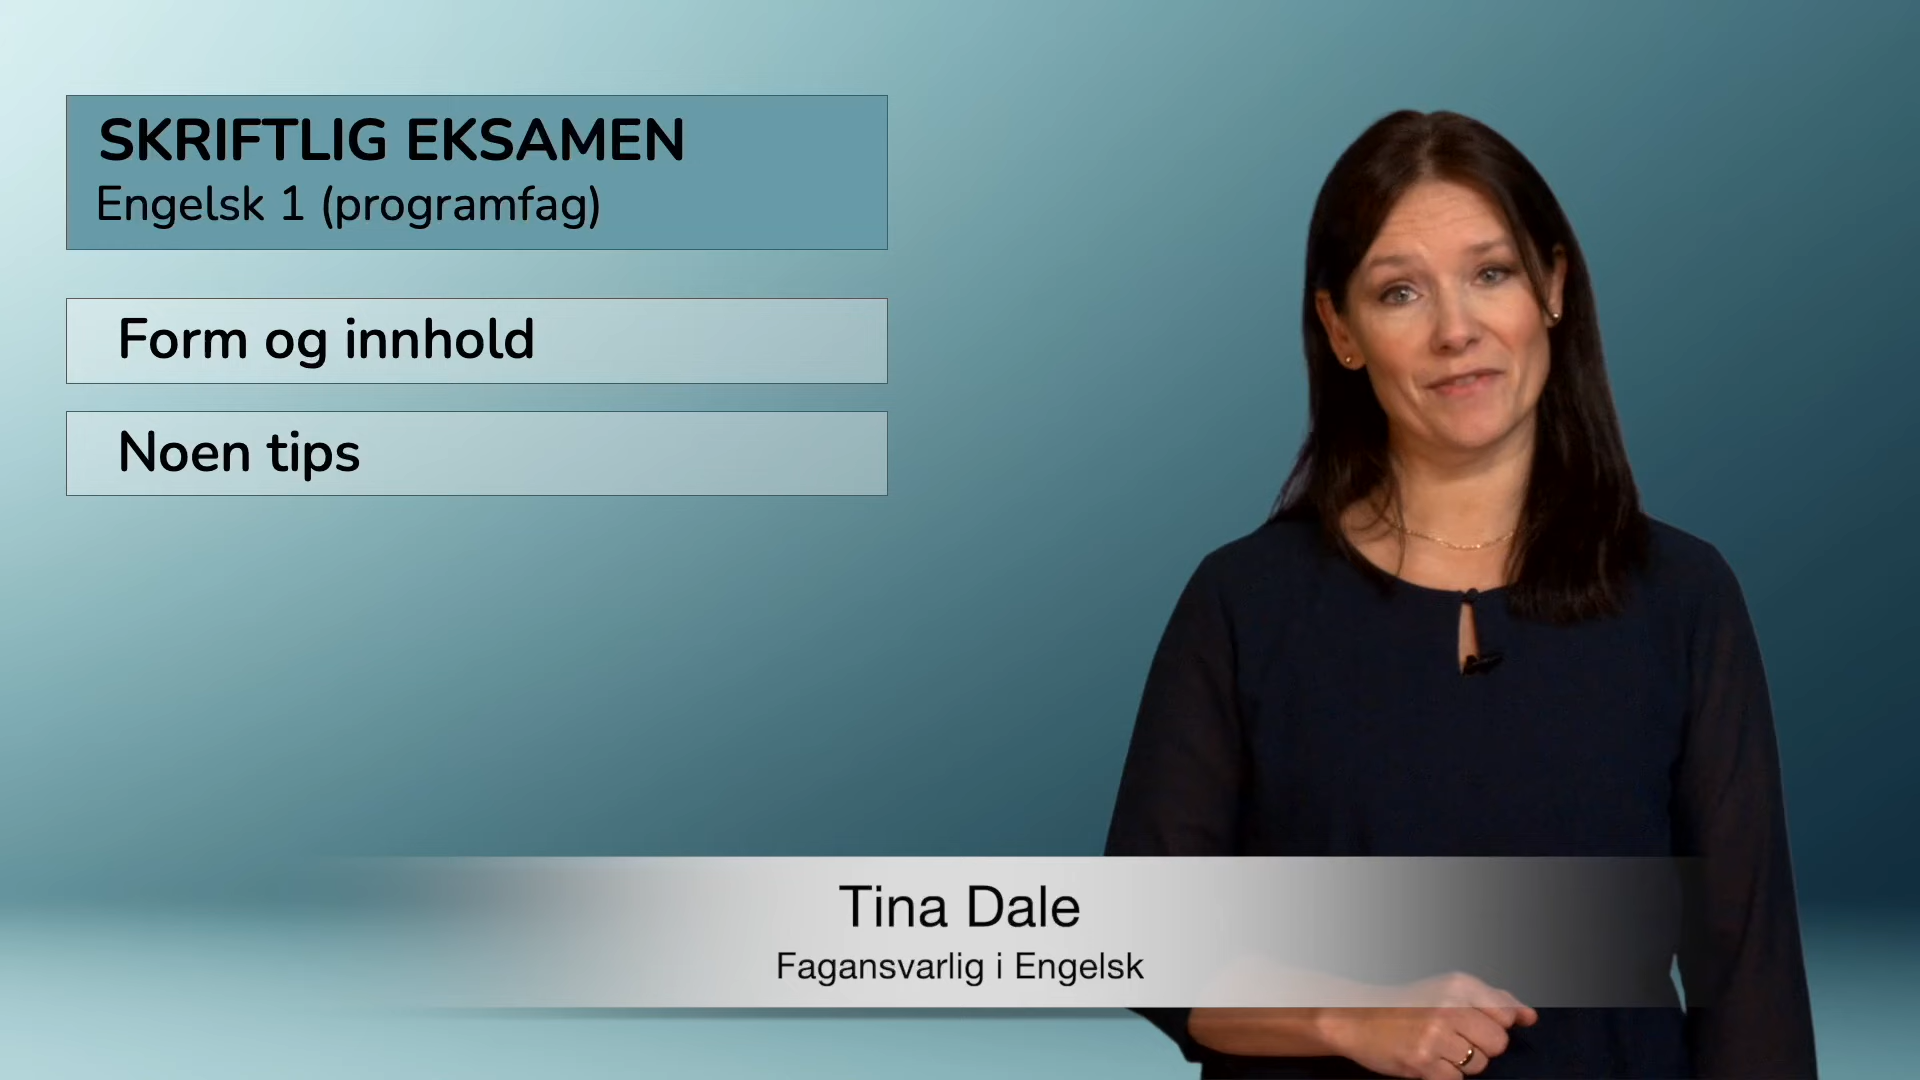 SKRIFTLIG EKSAMEN
Engelsk 1 (programfag)
Form og innhold
Noen tips
Tina Dale
Fagansvarlig i Engelsk